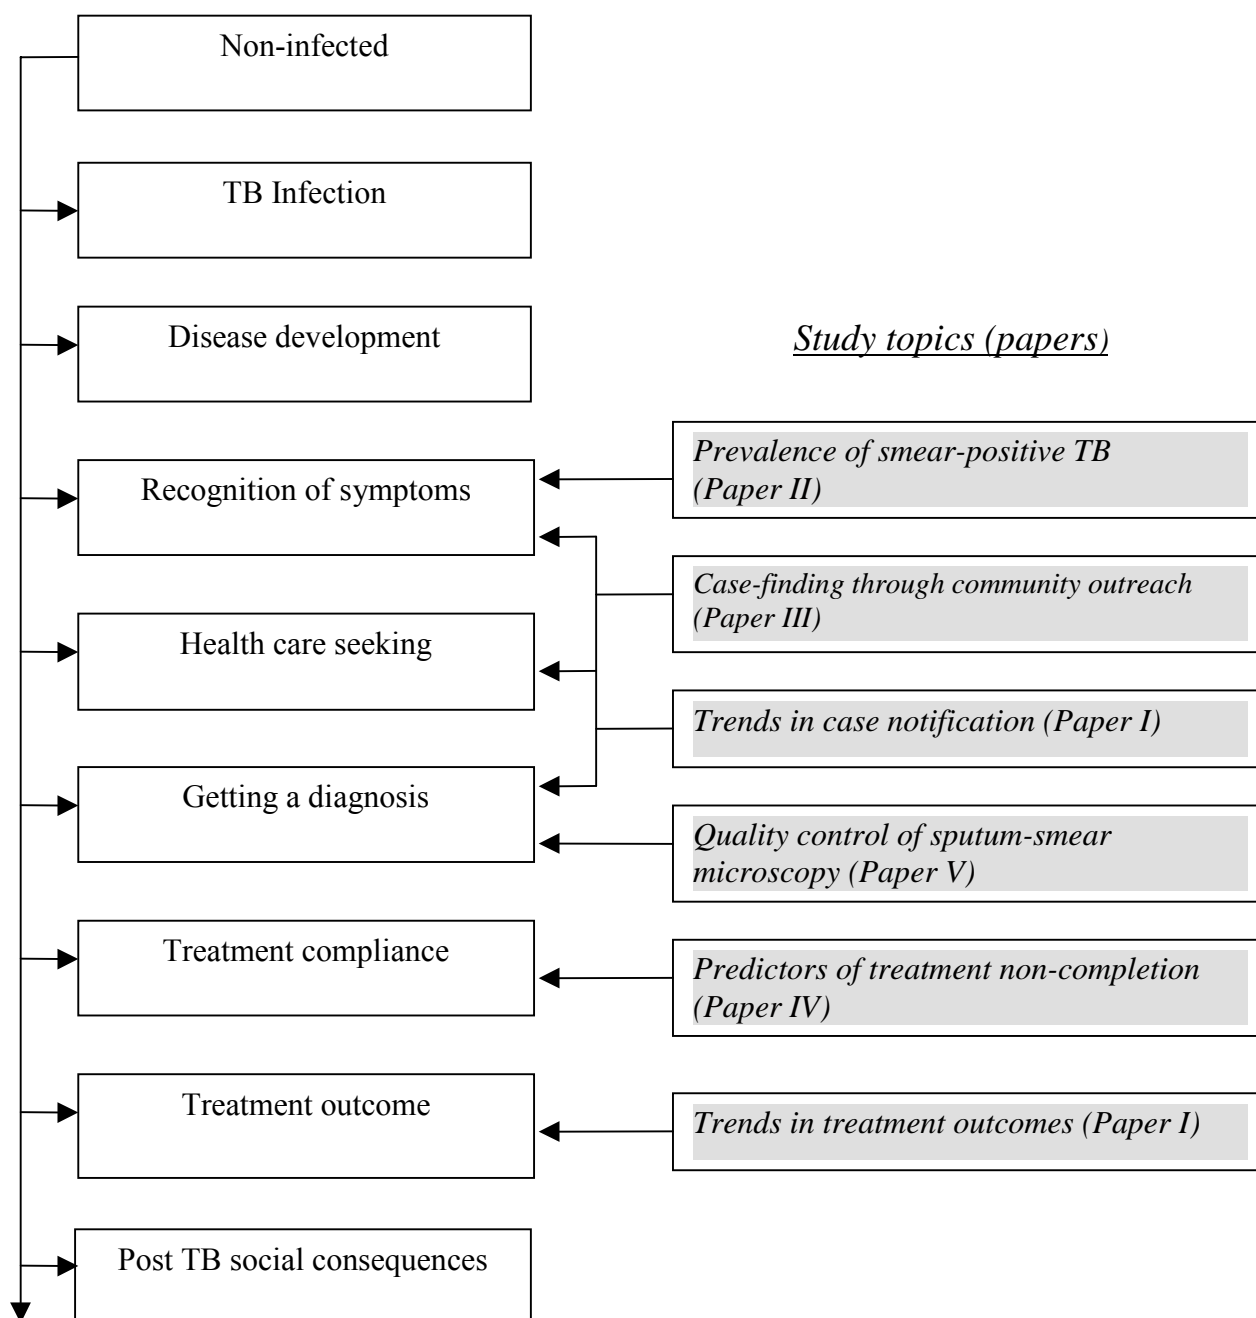 Non-infected
TB Infection
Disease development
Recognition of symptoms
Health care seeking
Getting a diagnosis
Treatment compliance
Treatment outcome
Post TB social consequences
Study topics (papers)
Prevalence of smear-positive TB
(Paper II)
Case-finding through community outreach
(Paper III)
Trends in case notification (Paper I)
Quality control of sputum-smear
microscopy (Paper V)
Predictors of treatment non-completion
(Paper IV)
Trends in treatment outcomes (Paper I)